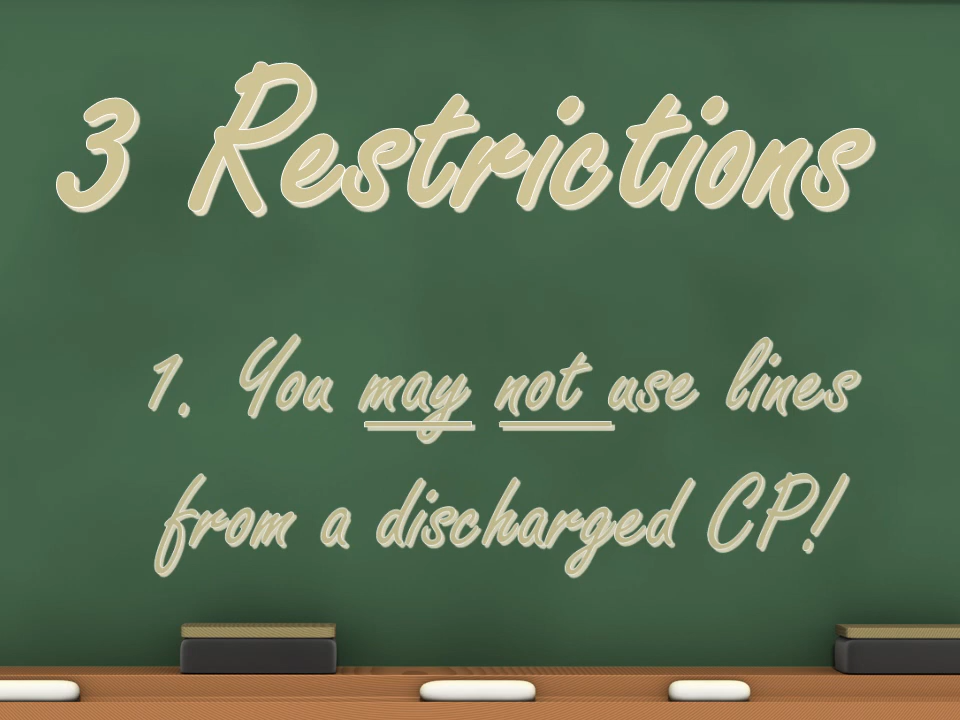 3 Restrictions
1. You may not use lines
from a discharged CP!